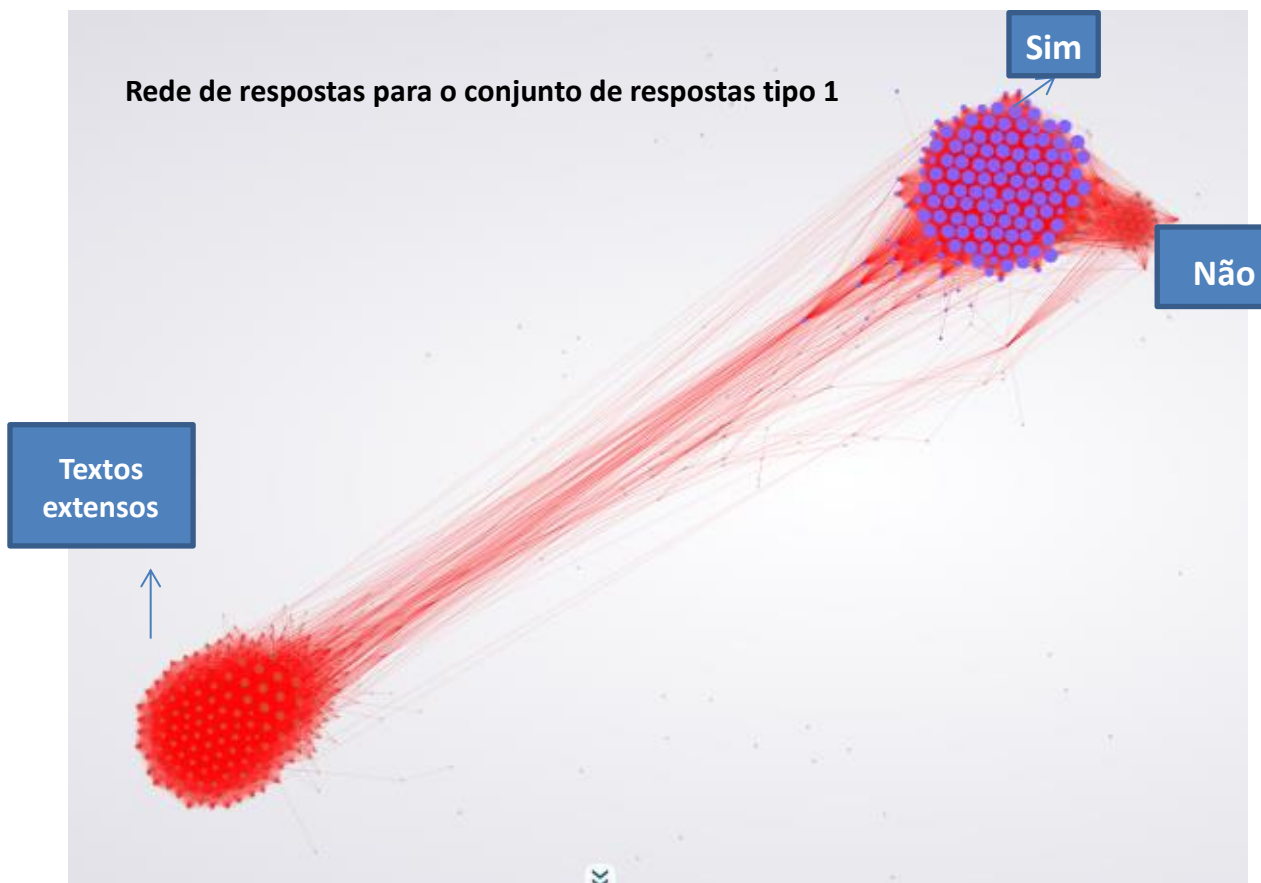 Sim
Rede de respostas para o conjunto de respostas tipo 1
Não
Textos
extensos